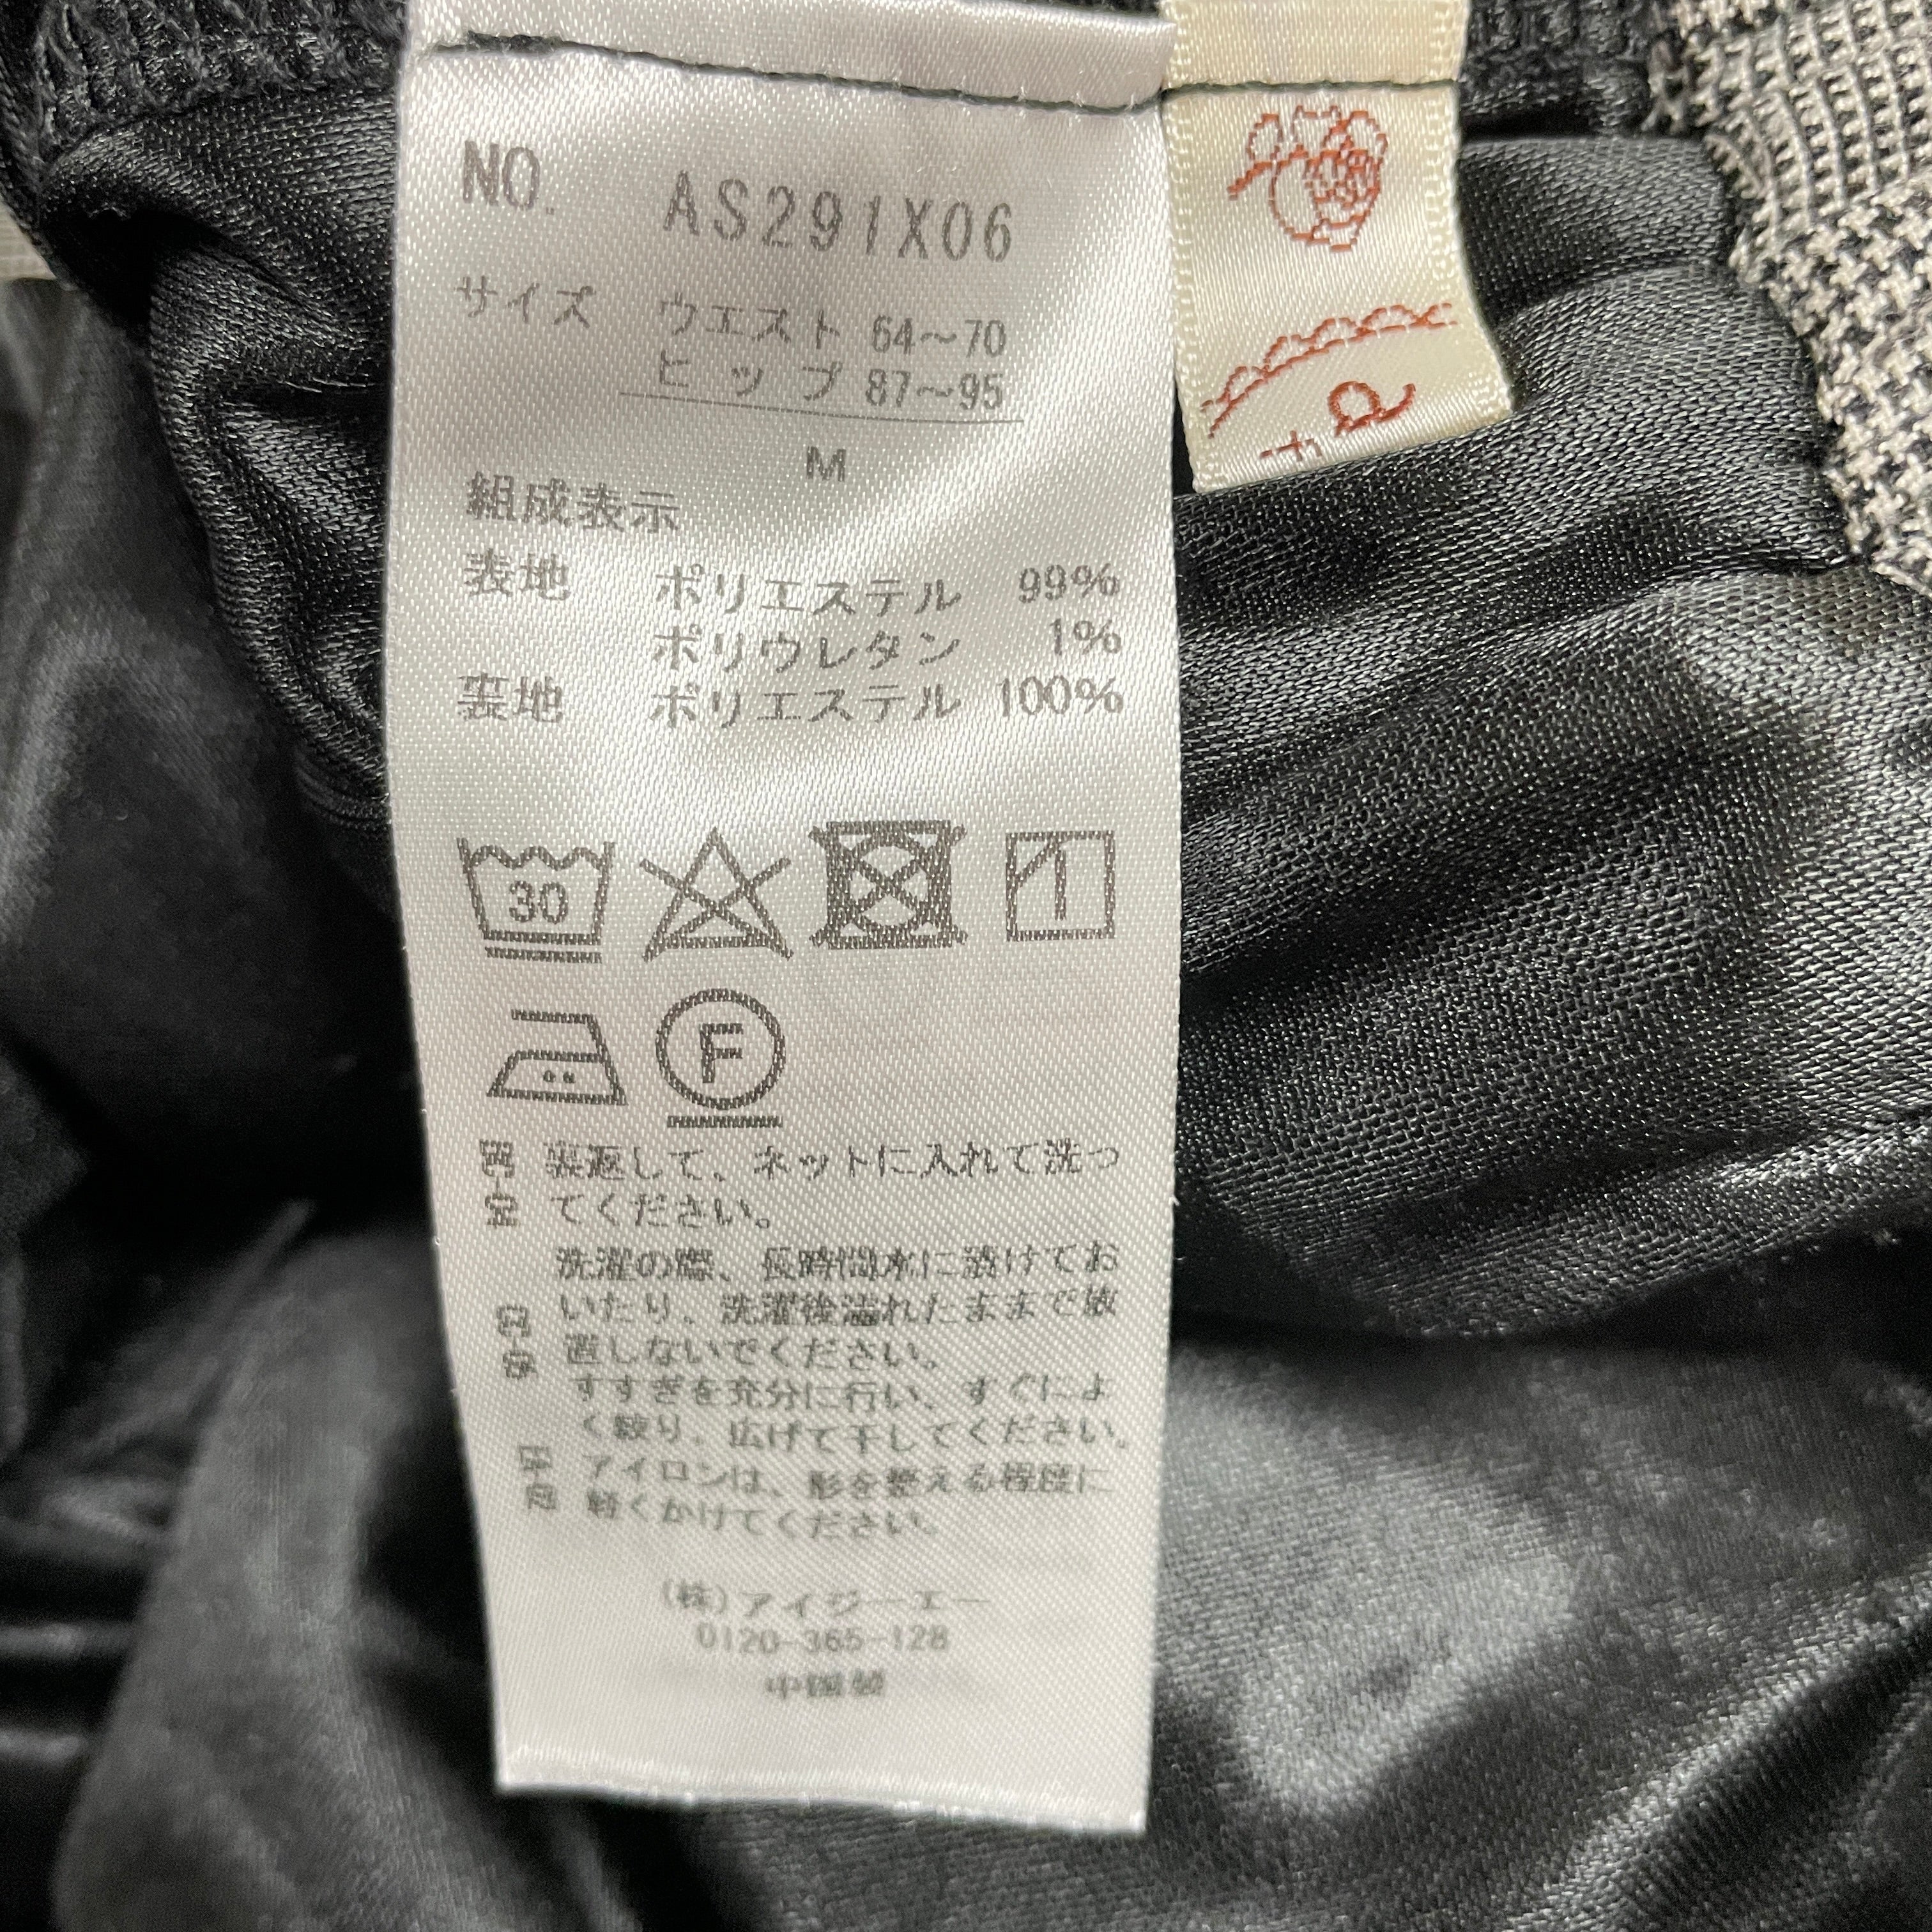 NO. AS291X06
サイズ ウエスト 64～70
ヒップ 87～95
M
組成表示
表地 ポリエステル 99%
ポリウレタン 1%
裏地 ポリエステル 100%
30
F
裏返して、ネットに入れて洗っ
てください。
洗濯の際、長時間水に漬けてお
いたり、洗濯後濡れたままで放
置しないでください。
すすぎを充分に行い、すぐによ
く絞り、広げて干してください。
アイロンは、形を整える程度に
軽くかけてください。
(株)アイジーエー
0120-365-128
中国製